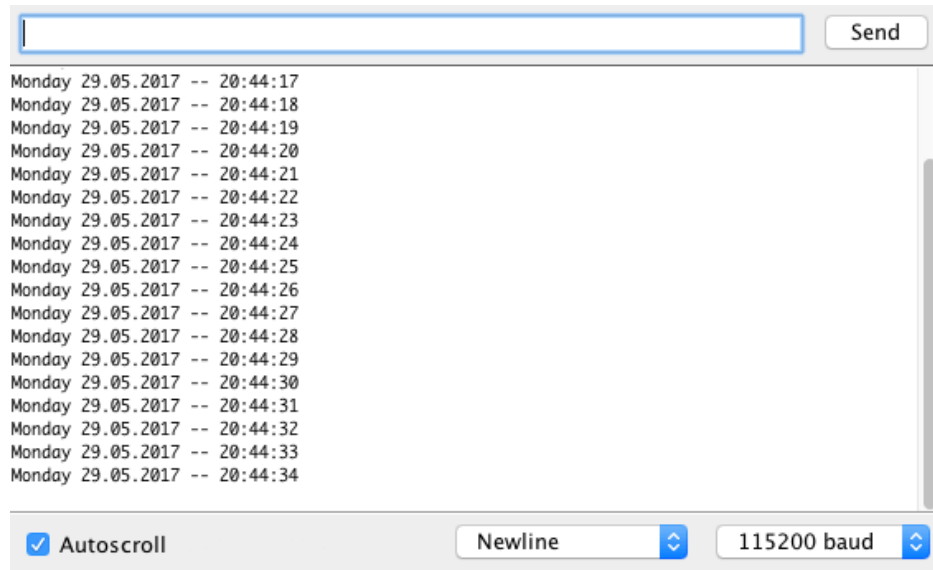 Send
Monday 29.05.2017 -- 20:44:17
Monday 29.05.2017 -- 20:44:18
Monday 29.05.2017 -- 20:44:19
Monday 29.05.2017 -- 20:44:20
Monday 29.05.2017 -- 20:44:21
Monday 29.05.2017 -- 20:44:22
Monday 29.05.2017 -- 20:44:23
Monday 29.05.2017 -- 20:44:24
Monday 29.05.2017 -- 20:44:25
Monday 29.05.2017 -- 20:44:26
Monday 29.05.2017 -- 20:44:27
Monday 29.05.2017 -- 20:44:28
Monday 29.05.2017 -- 20:44:29
Monday 29.05.2017 -- 20:44:30
Monday 29.05.2017 -- 20:44:31
Monday 29.05.2017 -- 20:44:32
Monday 29.05.2017 -- 20:44:33
Monday 29.05.2017 -- 20:44:34
Autoscroll Newline 115200 baud